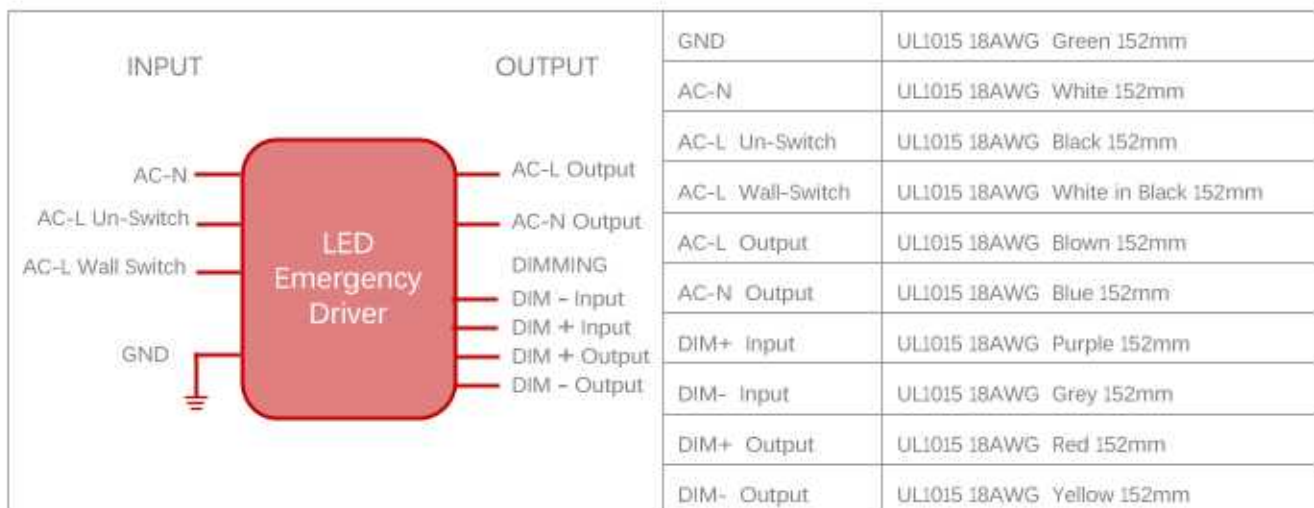 INPUT
OUTPUT
AC-N
AC-L Un-Switch
AC-L Wall Switch
GND
LED
Emergency
Driver
AC-L Output
AC-N Output
DIMMING
DIM - Input
DIM + Input
DIM + Output
DIM - Output
GND UL1015 18AWG Green 152mm
AC-N UL1015 18AWG White 152mm
AC-L Un-Switch UL1015 18AWG Black 152mm
AC-L Wall-Switch UL1015 18AWG White in Black 152mm
AC-L Output UL1015 18AWG Blown 152mm
AC-N Output UL1015 18AWG Blue 152mm
DIM+ Input UL1015 18AWG Purple 152mm
DIM- Input UL1015 18AWG Grey 152mm
DIM+ Output UL1015 18AWG Red 152mm
DIM- Output UL1015 18AWG Yellow 152mm